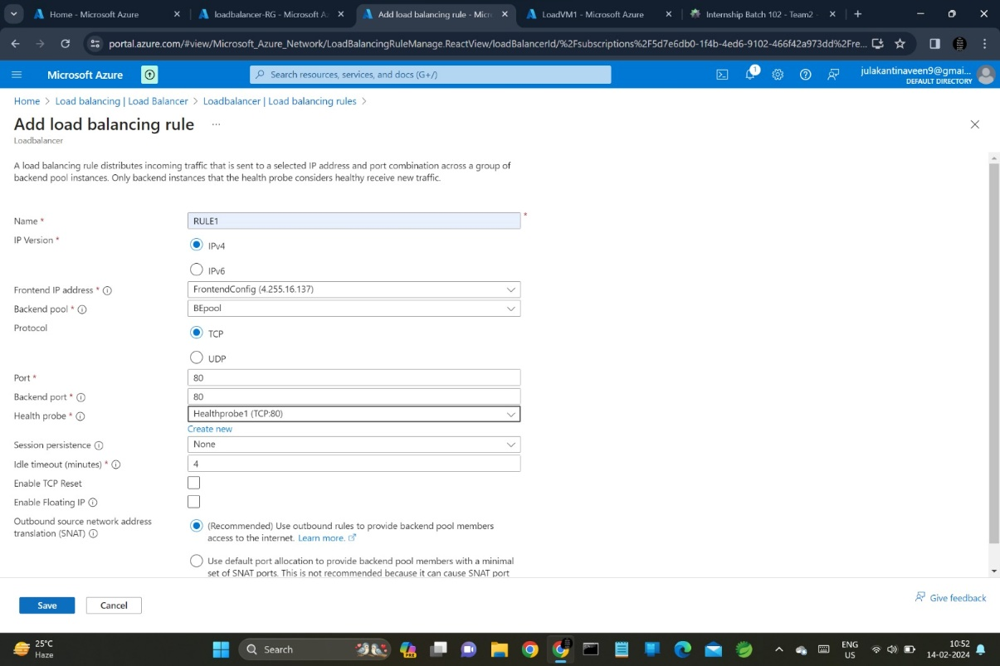 Home - Microsoft Azure
loadbalancer-RG - Microsoft A
Add load balancing rule - Micr
LoadVM1 - Microsoft Azure
Internship Batch 102 - Team2
portal.azure.com/#view/Microsoft_Azure_Network/LoadBalancingRuleManage.ReactView/loadBalancerId/%2Fsubscriptions%2F5d7e6db0-1f4b-4ed6-9102-466f42a973dd%2Fre...
Microsoft Azure
Search resources, services, and docs (G+/)
1
julakantinaveen9@gmai...
DEFAULT DIRECTORY
Home > Load balancing | Load Balancer > Loadbalancer | Load balancing rules >
Add load balancing rule ...
Loadbalancer
A load balancing rule distributes incoming traffic that is sent to a selected IP address and port combination across a group of
backend pool instances. Only backend instances that the health probe considers healthy receive new traffic.
Name * RULE1 *
IP Version * IPv4
IPv6
Frontend IP address * FrontendConfig (4.255.16.137)
Backend pool * BEpool
Protocol TCP
UDP
Port * 80
Backend port * 80
Health probe * Healthprobe1 (TCP:80)
Create new
Session persistence None
Idle timeout (minutes) * 4
Enable TCP Reset
Enable Floating IP
Outbound source network address
translation (SNAT)
(Recommended) Use outbound rules to provide backend pool members
access to the internet. Learn more.
Use default port allocation to provide backend pool members with a minimal
set of SNAT ports. This is not recommended because it can cause SNAT port
Save Cancel
Give feedback
25°C
Haze
Search
PRE
ENG
US
10:52
14-02-2024